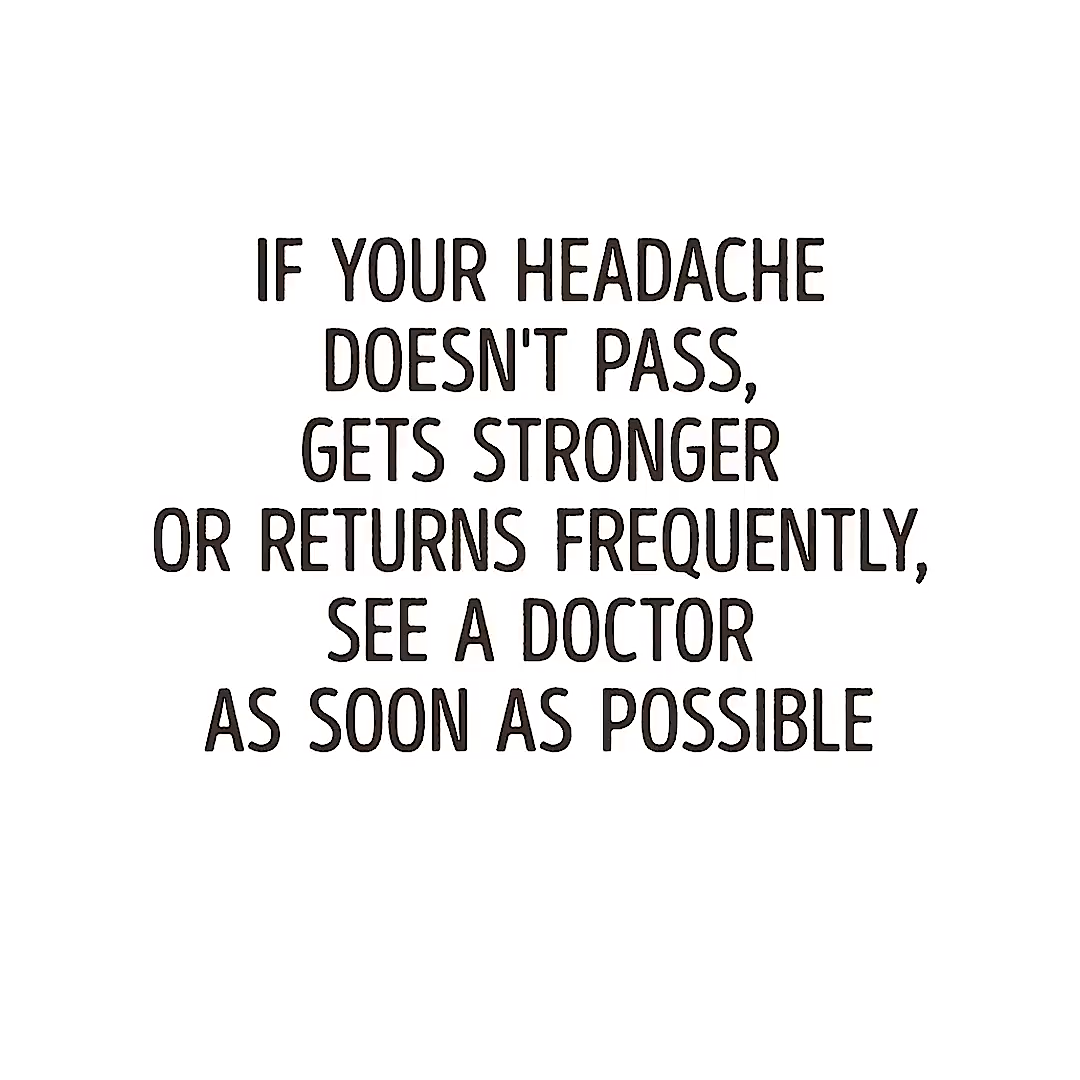 IF YOUR HEADACHE
DOESN'T PASS,
GETS STRONGER
OR RETURNS FREQUENTLY,
SEE A DOCTOR
AS SOON AS POSSIBLE